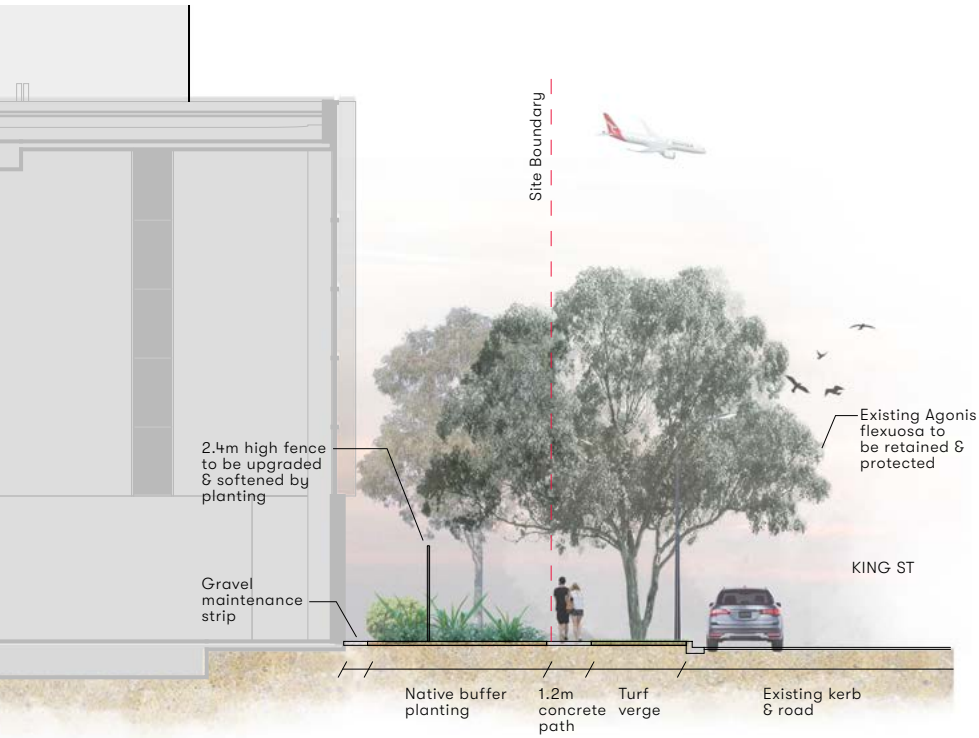 Site Boundary
Existing Agonis
flexuosa to
be retained &
protected
2.4m high fence
to be upgraded
& softened by
planting
KING ST
Gravel
maintenance
strip
Native buffer
planting
1.2m
concrete
path
Turf
verge
Existing kerb
& road